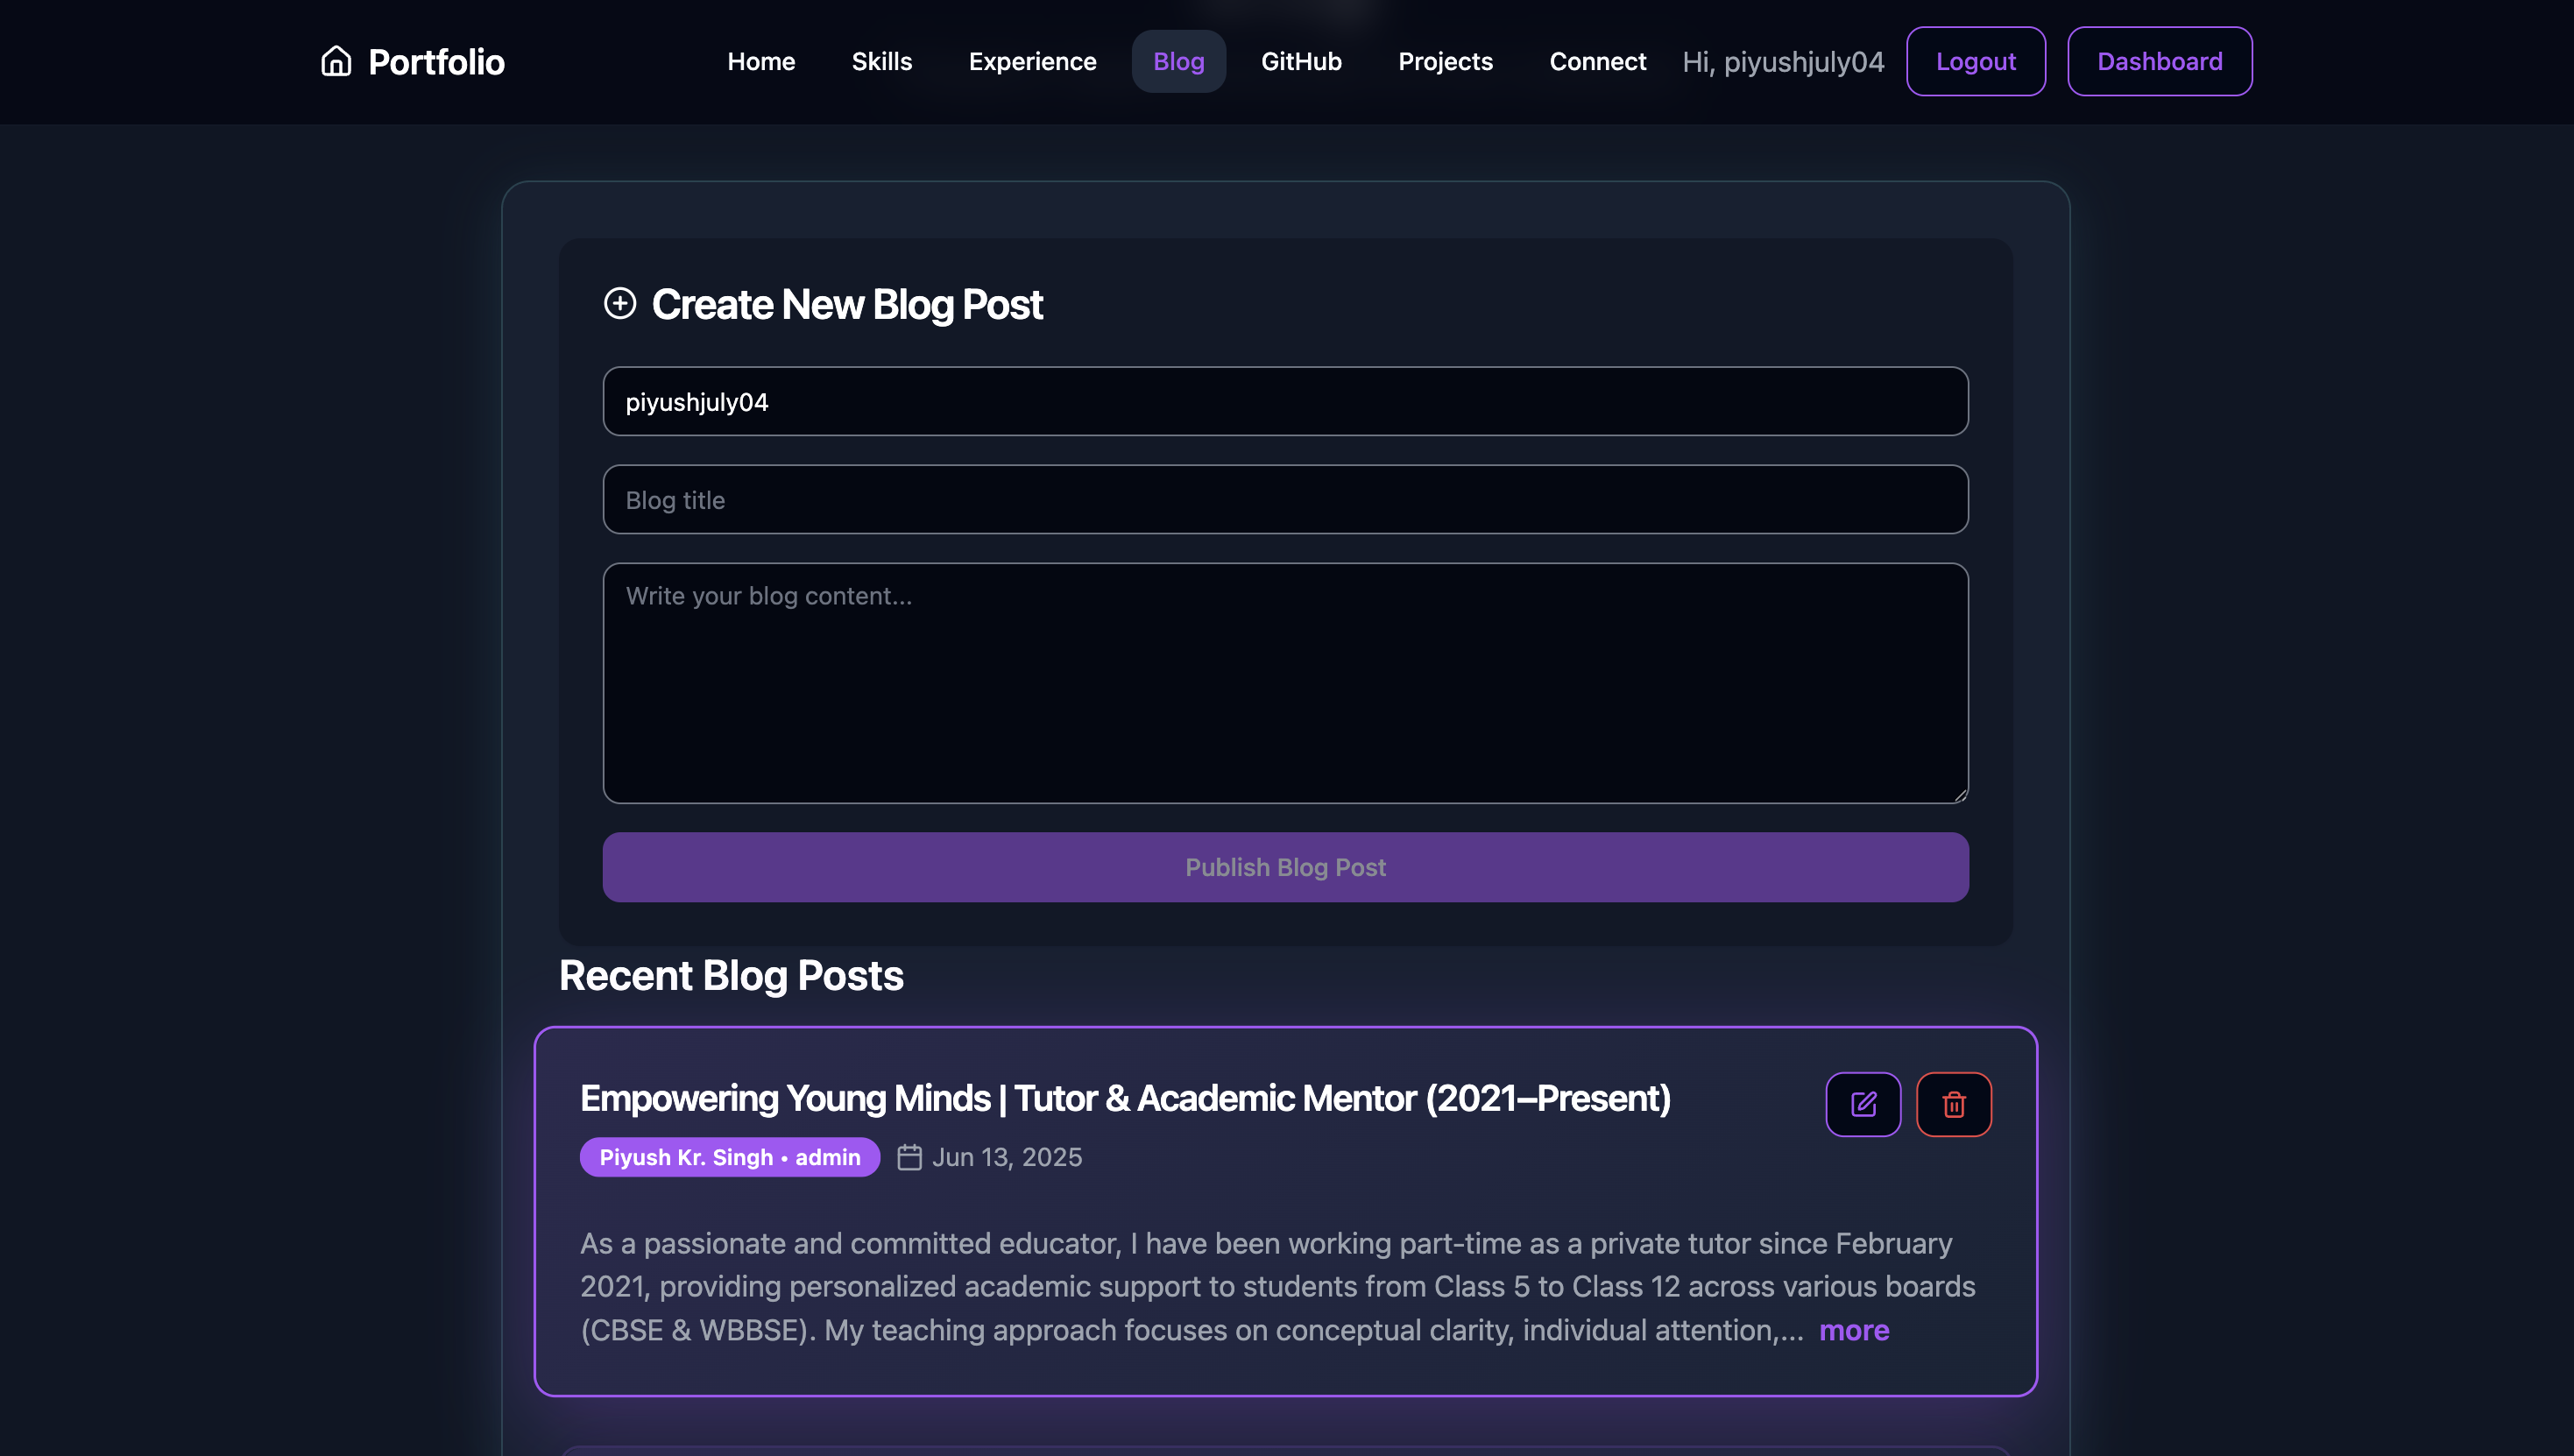 Portfolio
Home Skills Experience Blog GitHub Projects Connect Hi, piyushjuly04 Logout Dashboard
Create New Blog Post
piyushjuly04
Blog title
Write your blog content...
Publish Blog Post
Recent Blog Posts
Empowering Young Minds | Tutor & Academic Mentor (2021–Present)
Piyush Kr. Singh • admin Jun 13, 2025
As a passionate and committed educator, I have been working part-time as a private tutor since February
2021, providing personalized academic support to students from Class 5 to Class 12 across various boards
(CBSE & WBBSE). My teaching approach focuses on conceptual clarity, individual attention,... more